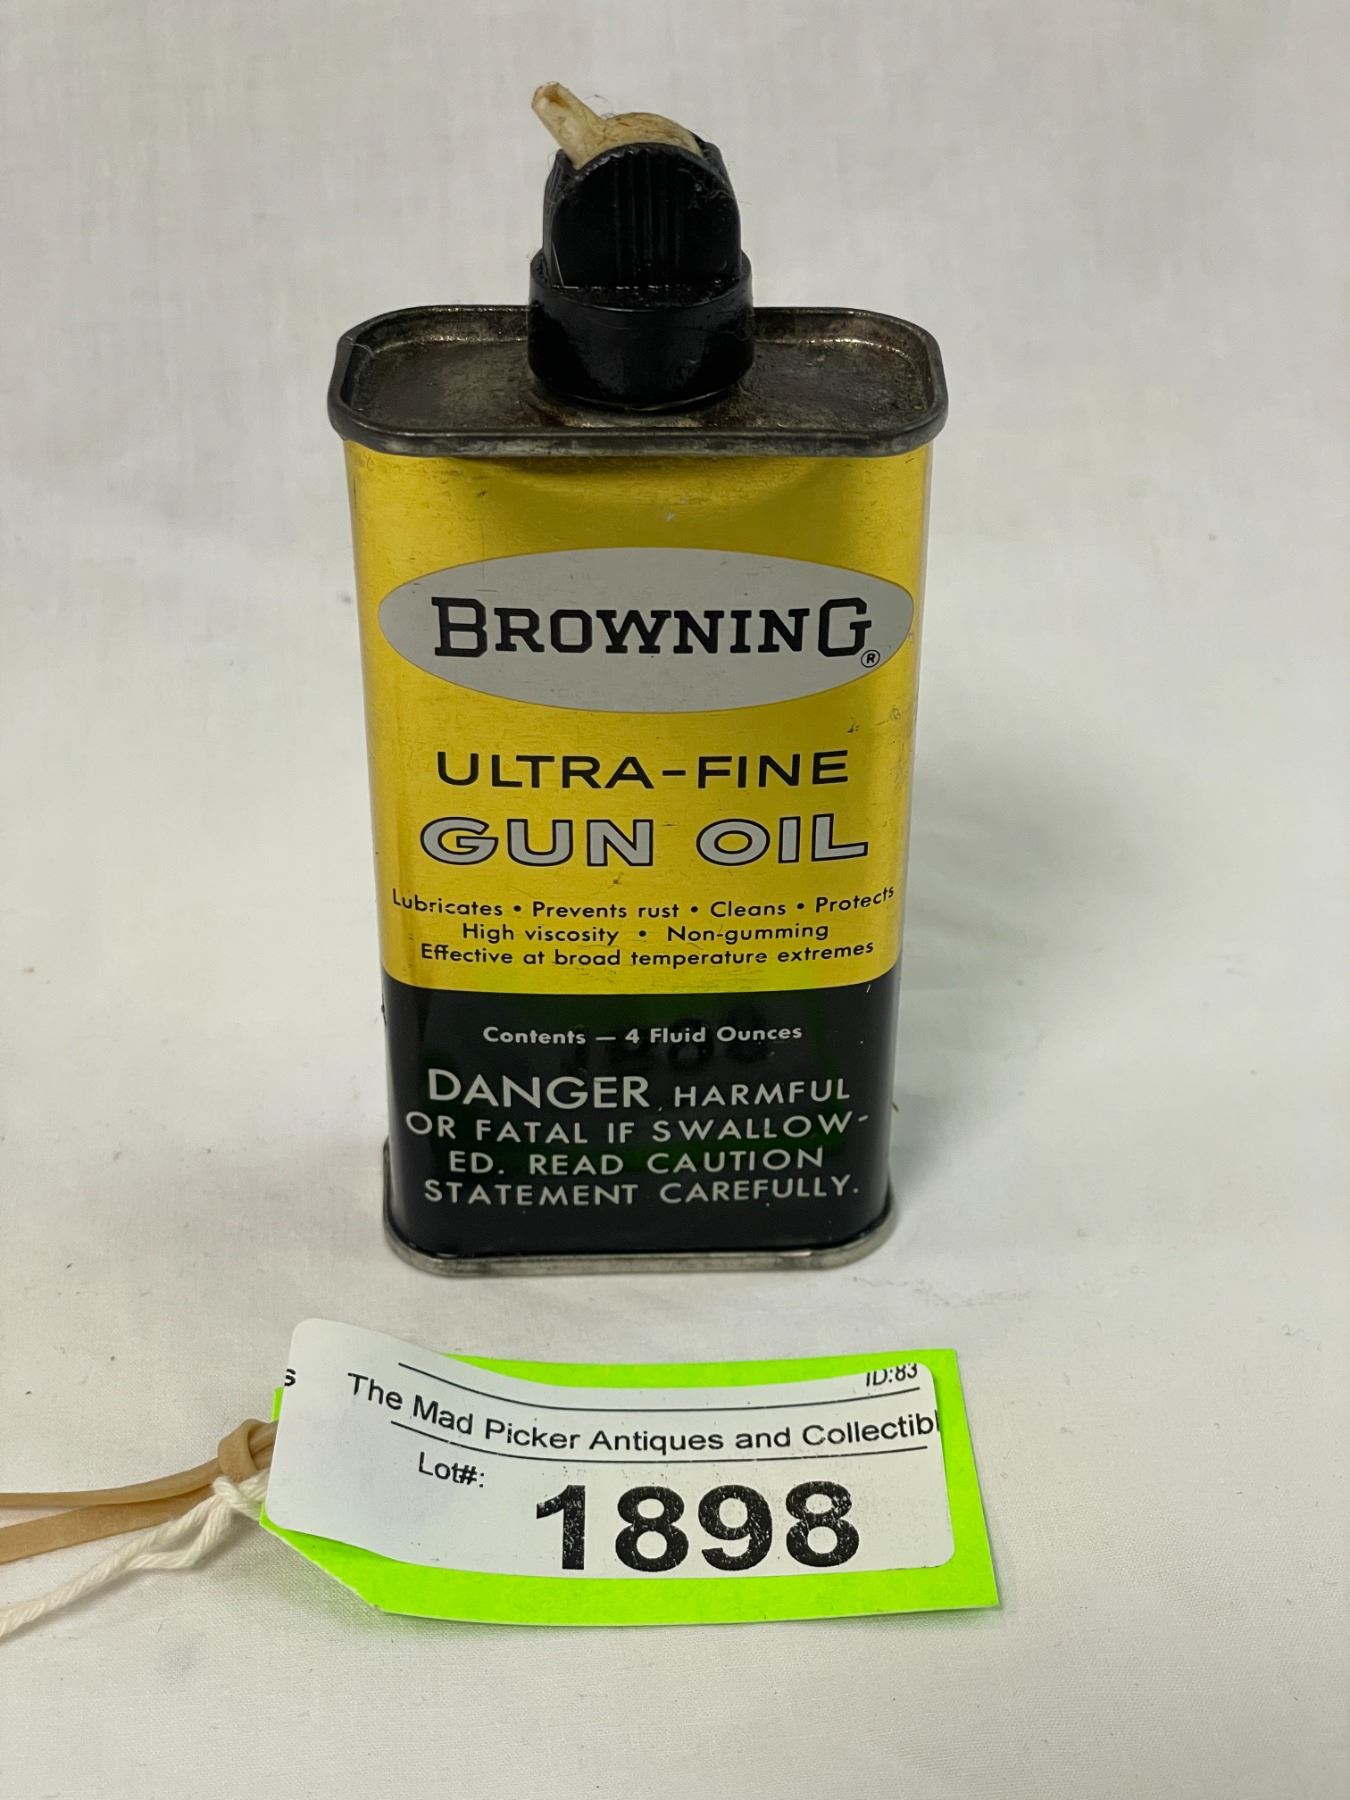 BROWNING®
ULTRA-FINE
GUN OIL
Lubricates • Prevents rust • Cleans • Protects
High viscosity • Non-gumming
Effective at broad temperature extremes
Contents — 4 Fluid Ounces
DANGER HARMFUL
OR FATAL IF SWALLOW-
ED. READ CAUTION
STATEMENT CAREFULLY.
ID:83
s The Mad Picker Antiques and Collectibl
Lot#:
1898